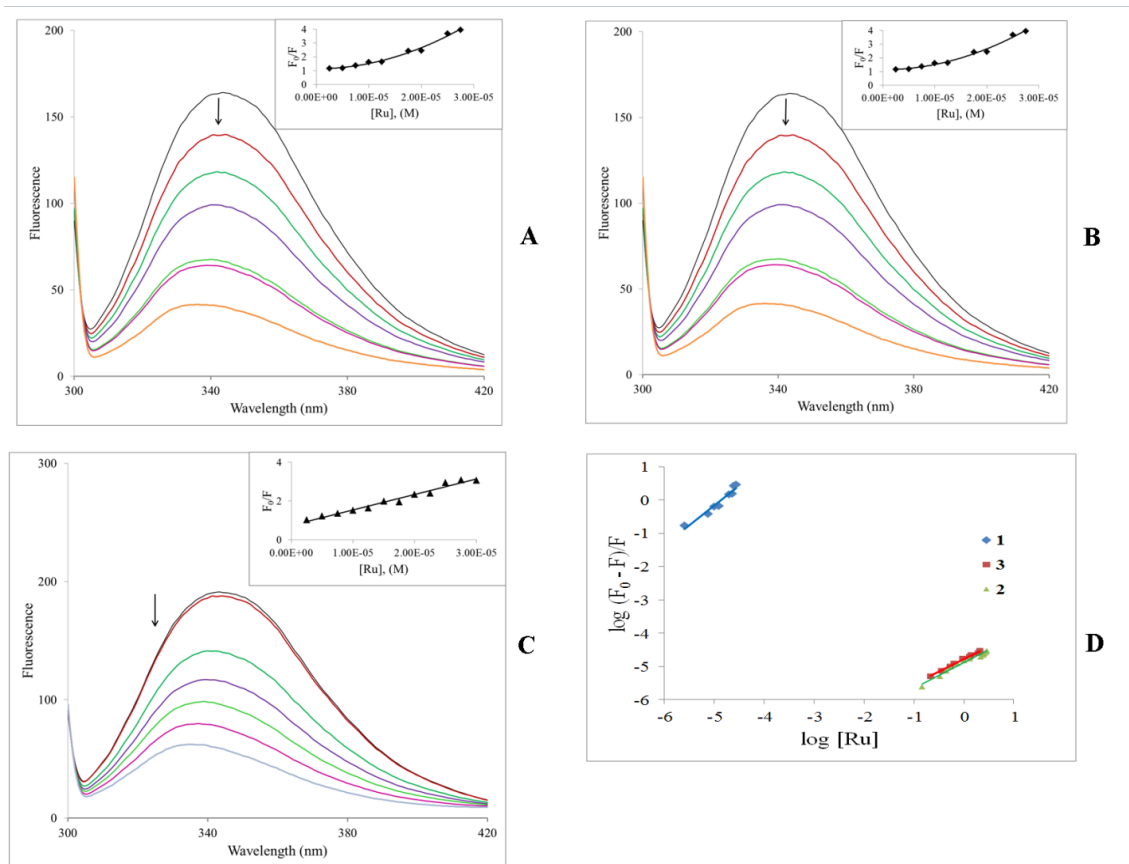 200
150
100
50
0
300
340
380
420
Fluorescence
Wavelength (nm)
4
3
2
1
0
0.00E+00
1.00E-05
2.00E-05
3.00E-05
F0/F
[Ru], (M)
A
200
150
100
50
0
300
340
380
420
Fluorescence
Wavelength (nm)
4
3
2
1
0
0.00E+00
1.00E-05
2.00E-05
3.00E-05
F0/F
[Ru], (M)
B
300
200
100
0
300
340
380
420
Fluorescence
Wavelength (nm)
4
2
0
0.00E+00
1.00E-05
2.00E-05
3.00E-05
F0/F
[Ru], (M)
C
1
0
-1
-2
-3
-4
-5
-6
-6
-5
-4
-3
-2
-1
0
1
log (F0 - F)/F
log [Ru]
1
3
2
D